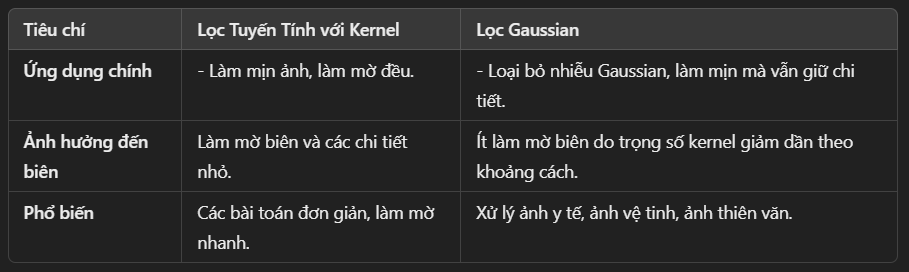 Tiêu chí
Lọc Tuyến Tính với Kernel
Lọc Gaussian
Ứng dụng chính
- Làm mịn ảnh, làm mờ đều.
- Loại bỏ nhiễu Gaussian, làm mịn mà vẫn giữ chi
tiết.
Ảnh hưởng đến
biên
Làm mờ biên và các chi tiết
nhỏ.
Ít làm mờ biên do trọng số kernel giảm dần theo
khoảng cách.
Phổ biến
Các bài toán đơn giản, làm mờ
nhanh.
Xử lý ảnh y tế, ảnh vệ tinh, ảnh thiên văn.